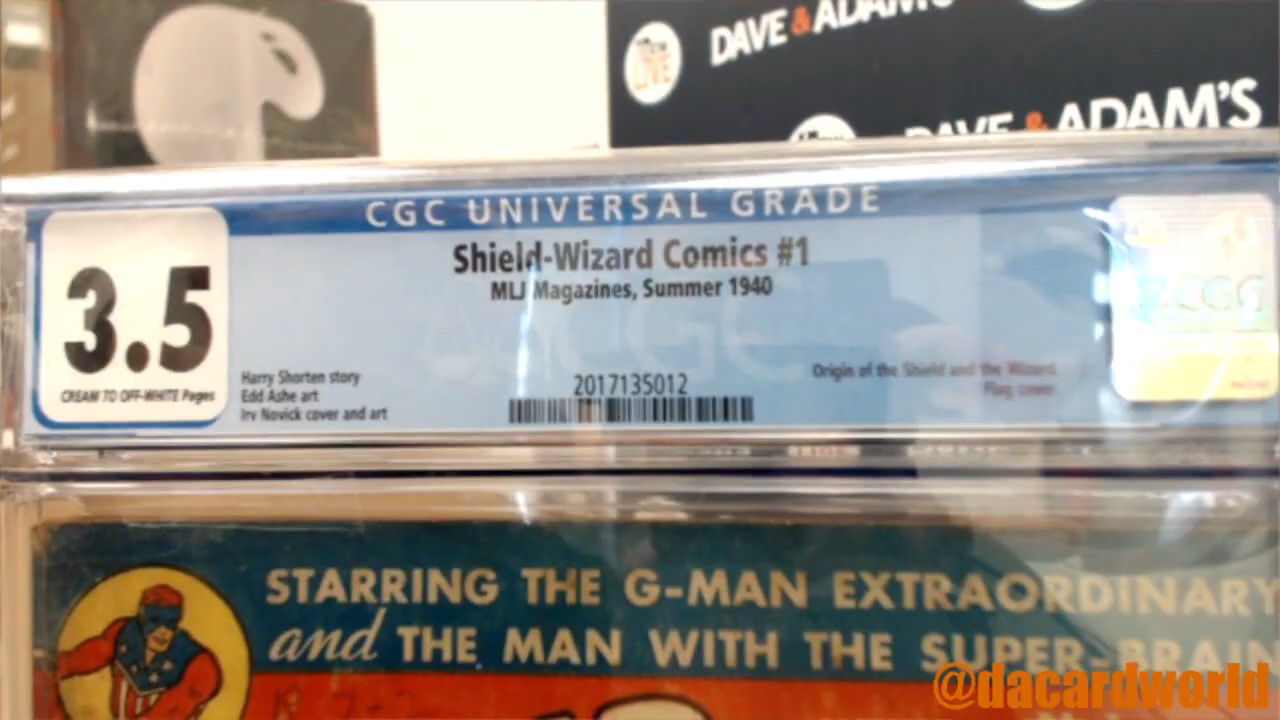 DAVE & ADAM'S
LIVE
DAVE & ADAM'S
CGC UNIVERSAL GRADE
Shield-Wizard Comics #1
MLJ Magazines, Summer 1940
3.5
CREAM TO OFF-WHITE Pages
Harry Shorten story
Edd Ashe art
Irv Novick cover and art
2017135012
Origin of the Shield and the Wizard.
Flag cover.
CGC
STARRING THE G-MAN EXTRAORDINARY
and THE MAN WITH THE SUPER-BRAIN
@dacardworld